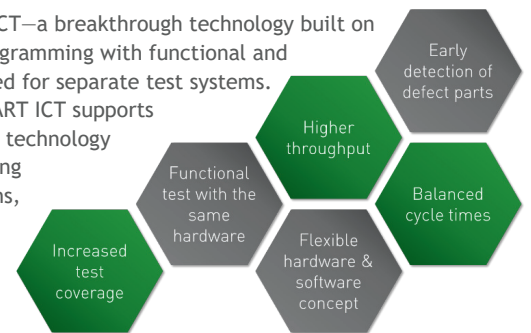 CT—a breakthrough technology built on
gramming with functional and
ed for separate test systems.
ART ICT supports
technology
ng
ns,
Early
detection of
defect parts
Higher
throughput
Functional
test with the
same
hardware
Balanced
cycle times
Flexible
hardware &
software
concept
Increased
test
coverage